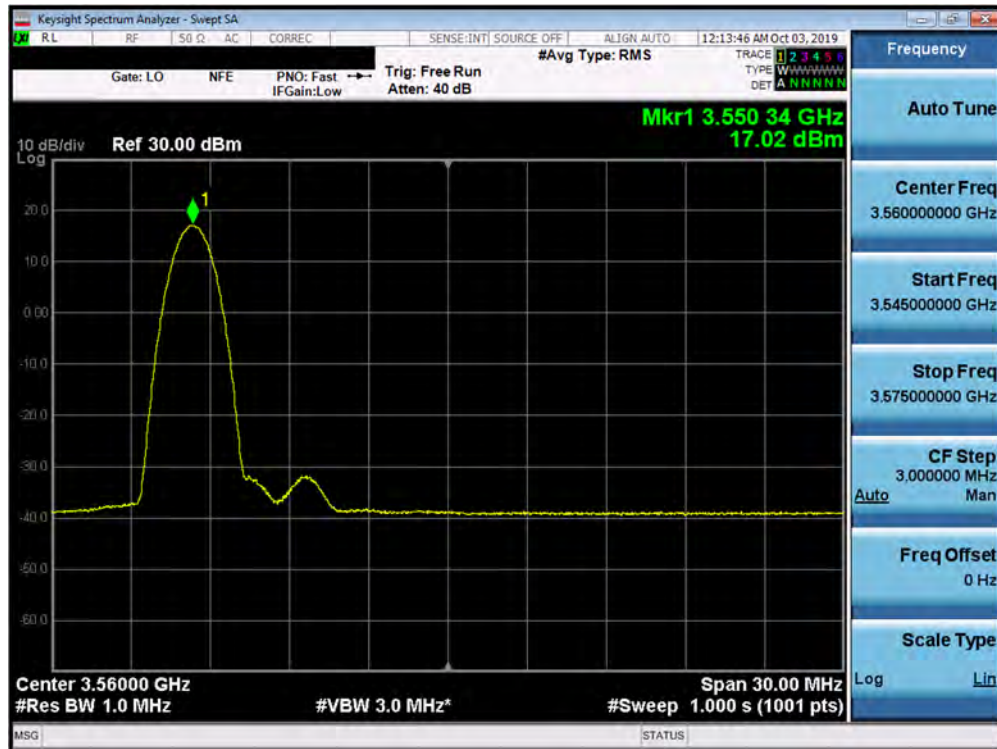 Keysight Spectrum Analyzer - Swept SA
LXI RL RF 50 Ω AC CORREC SENSE:INT SOURCE OFF ALIGN AUTO 12:13:46 AM Oct 03, 2019
#Avg Type: RMS
TRACE 1 2 3 4 5 6
TYPE W
DET A N N N N N
Gate: LO NFE PNO: Fast Trig: Free Run
IFGain:Low Atten: 40 dB
Mkr1 3.550 34 GHz
17.02 dBm
10 dB/div Ref 30.00 dBm
Log
1
20.0
10.0
0.00
-10.0
-20.0
-30.0
-40.0
-50.0
-60.0
Center 3.56000 GHz Span 30.00 MHz
#Res BW 1.0 MHz #VBW 3.0 MHz* #Sweep 1.000 s (1001 pts)
MSG STATUS
Frequency
Auto Tune
Center Freq
3.560000000 GHz
Start Freq
3.545000000 GHz
Stop Freq
3.575000000 GHz
CF Step
3.000000 MHz
Auto Man
Freq Offset
0 Hz
Scale Type
Log Lin